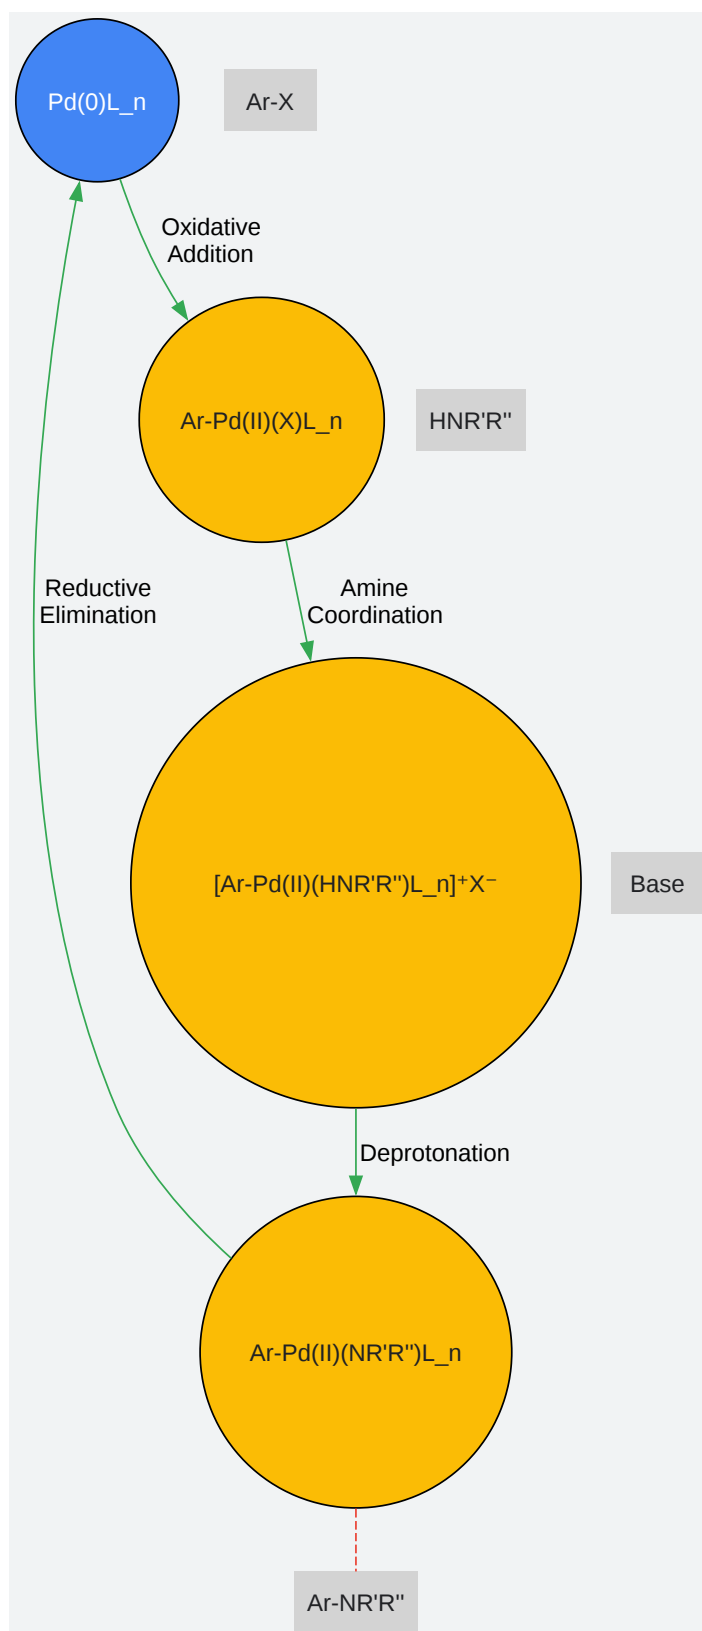 Pd(0)L_n
Ar-X
Oxidative
Addition
Ar-Pd(II)(X)L_n
HNR'R''
Reductive
Elimination
Amine
Coordination
[Ar-Pd(II)(HNR'R'')L_n]⁺X⁻
Base
Deprotonation
Ar-Pd(II)(NR'R'')L_n
Ar-NR'R''